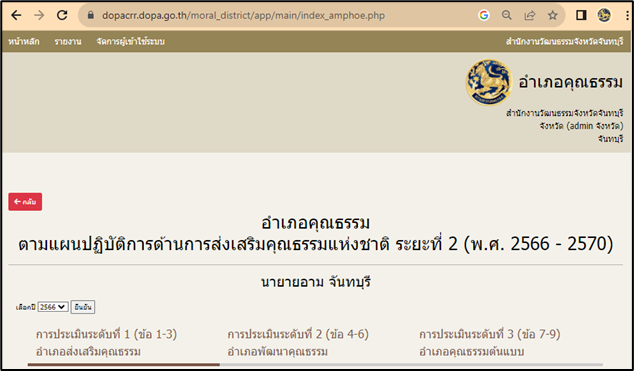 dopacrr.dopa.go.th/moral_district/app/main/index_amphoe.php
หน้าหลัก รายงาน จัดการผู้เข้าใช้ระบบ สำนักงานวัฒนธรรมจังหวัดจันทบุรี
อำเภอคุณธรรม
สำนักงานวัฒนธรรมจังหวัดจันทบุรี
จังหวัด (admin จังหวัด)
จันทบุรี
กลับ
อำเภอคุณธรรม
ตามแผนปฏิบัติการด้านการส่งเสริมคุณธรรมแห่งชาติ ระยะที่ 2 (พ.ศ. 2566 - 2570)
นายายอาม จันทบุรี
เลือกปี 2566 ยืนยัน
การประเมินระดับที่ 1 (ข้อ 1-3) การประเมินระดับที่ 2 (ข้อ 4-6) การประเมินระดับที่ 3 (ข้อ 7-9)
อำเภอส่งเสริมคุณธรรม อำเภอพัฒนาคุณธรรม อำเภอคุณธรรมต้นแบบ